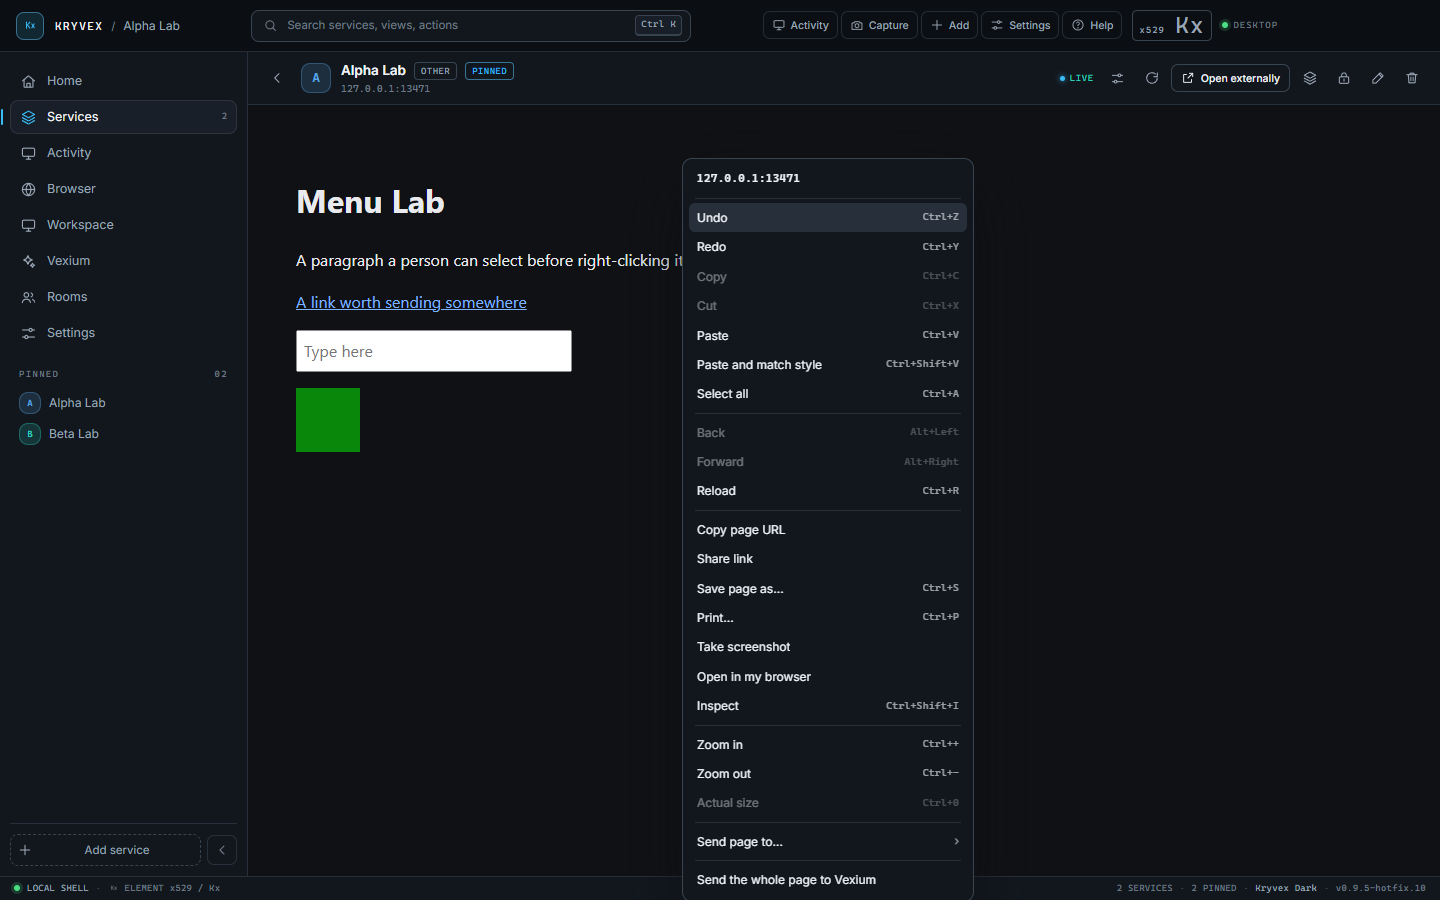 Kx KRYVEX / Alpha Lab
Search services, views, actions Ctrl K
Activity Capture Add Settings Help
x529 Kx DESKTOP
Home
Services 2
Activity
Browser
Workspace
Vexium
Rooms
Settings
PINNED 02
A Alpha Lab
B Beta Lab
Add service
A Alpha Lab OTHER PINNED
127.0.0.1:13471
LIVE Open externally
Menu Lab
A paragraph a person can select before right-clicking it
A link worth sending somewhere
Type here
127.0.0.1:13471
Undo Ctrl+Z
Redo Ctrl+Y
Copy Ctrl+C
Cut Ctrl+X
Paste Ctrl+V
Paste and match style Ctrl+Shift+V
Select all Ctrl+A
Back Alt+Left
Forward Alt+Right
Reload Ctrl+R
Copy page URL
Share link
Save page as... Ctrl+S
Print... Ctrl+P
Take screenshot
Open in my browser
Inspect Ctrl+Shift+I
Zoom in Ctrl++
Zoom out Ctrl+−
Actual size Ctrl+0
Send page to... ›
Send the whole page to Vexium
LOCAL SHELL · Kx ELEMENT x529 / Kx
2 SERVICES · 2 PINNED · Kryvex Dark · v0.9.5-hotfix.10